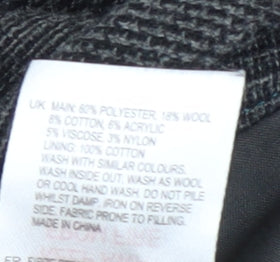 UK MAIN: 60% POLYESTER, 18% WOOL
8% COTTON, 6% ACRYLIC
5% VISCOSE, 3% NYLON
LINING: 100% COTTON
WASH WITH SIMILAR COLOURS.
WASH INSIDE OUT, WASH AS WOOL
OR COOL HAND WASH. DO NOT PILE
WHILST DAMP. IRON ON REVERSE
SIDE. FABRIC PRONE TO PILLING.
MADE IN CHINA